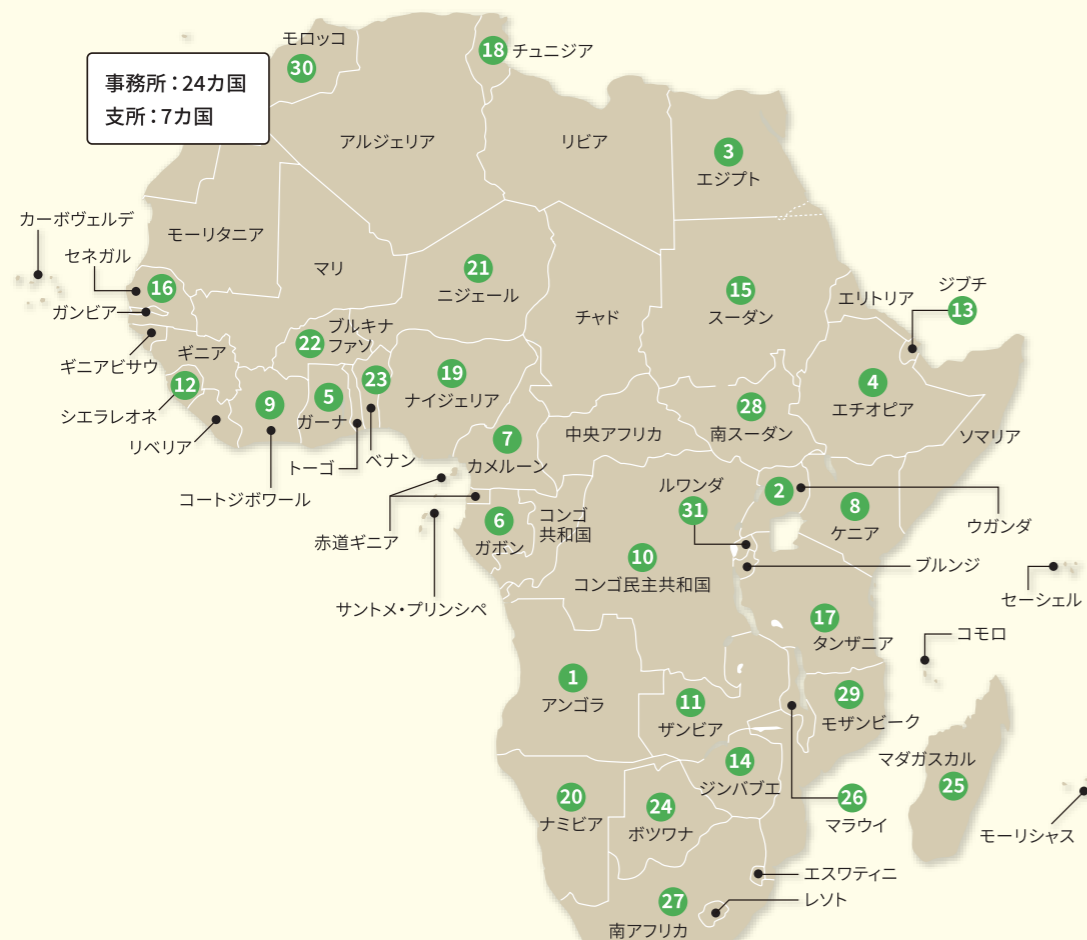 モロッコ
30
18 チュニジア
事務所：24カ国
支所：7カ国
アルジェリア
リビア
3
エジプト
カーボヴェルデ
モーリタニア
セネガル
16
マリ
21
ニジェール
チャド
15
スーダン
エリトリア
ジブチ
13
ガンビア
ギニアビサウ
ギニア
22
ブルキナ
ファソ
12
シエラレオネ
リベリア
9
コートジボワール
5
ガーナ
23
トーゴ
ベナン
19
ナイジェリア
4
エチオピア
28
南スーダン
ソマリア
7
カメルーン
中央アフリカ
赤道ギニア
6
ガボン
コンゴ
共和国
ルワンダ
31
2
8
ケニア
ウガンダ
サントメ・プリンシペ
10
コンゴ民主共和国
ブルンジ
セーシェル
17
タンザニア
コモロ
1
アンゴラ
11
ザンビア
29
モザンビーク
14
ジンバブエ
マダガスカル
25
20
ナミビア
24
ボツワナ
26
マラウイ
モーリシャス
エスワティニ
レソト
27
南アフリカ